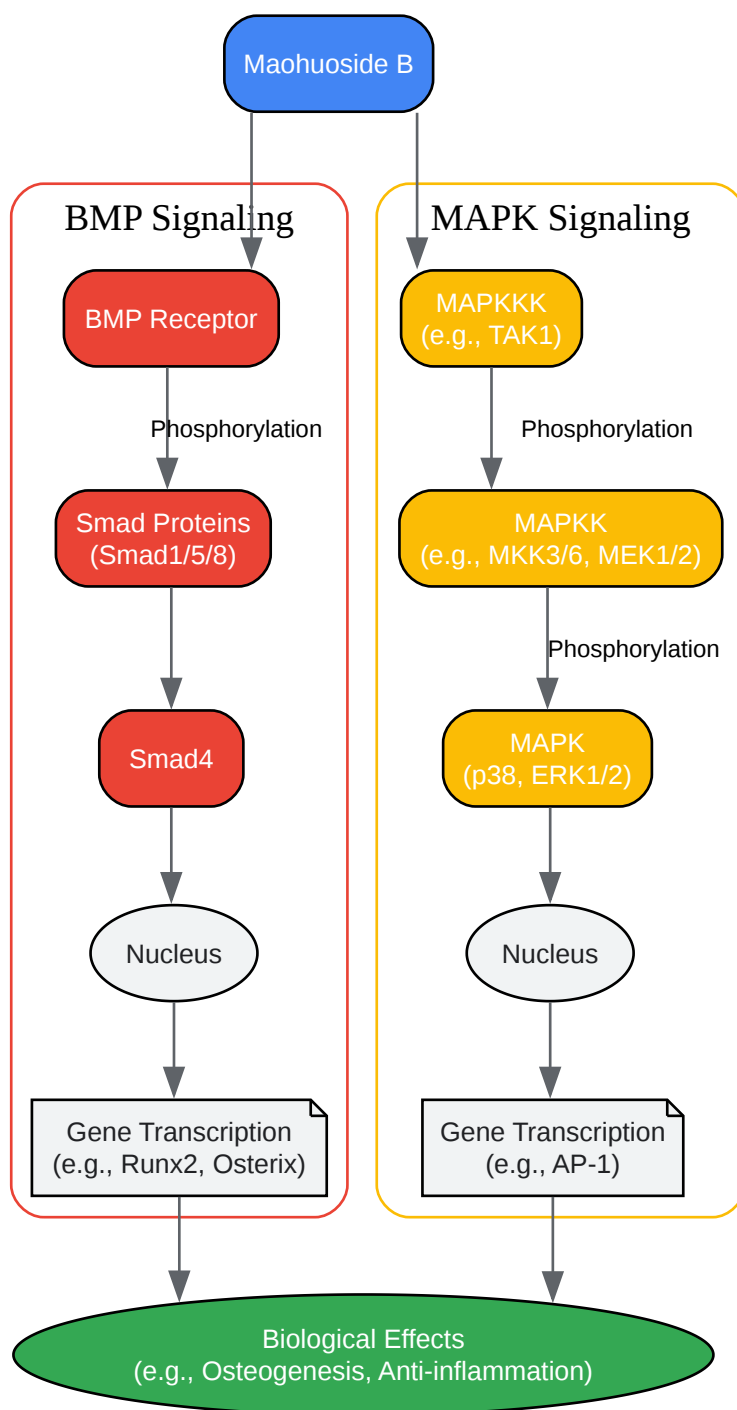 Maohuoside B
BMP Signaling
BMP Receptor
Phosphorylation
Smad Proteins
(Smad1/5/8)
Smad4
Nucleus
Gene Transcription
(e.g., Runx2, Osterix)
MAPK Signaling
MAPKKK
(e.g., TAK1)
Phosphorylation
MAPKK
(e.g., MKK3/6, MEK1/2)
Phosphorylation
MAPK
(p38, ERK1/2)
Nucleus
Gene Transcription
(e.g., AP-1)
Biological Effects
(e.g., Osteogenesis, Anti-inflammation)